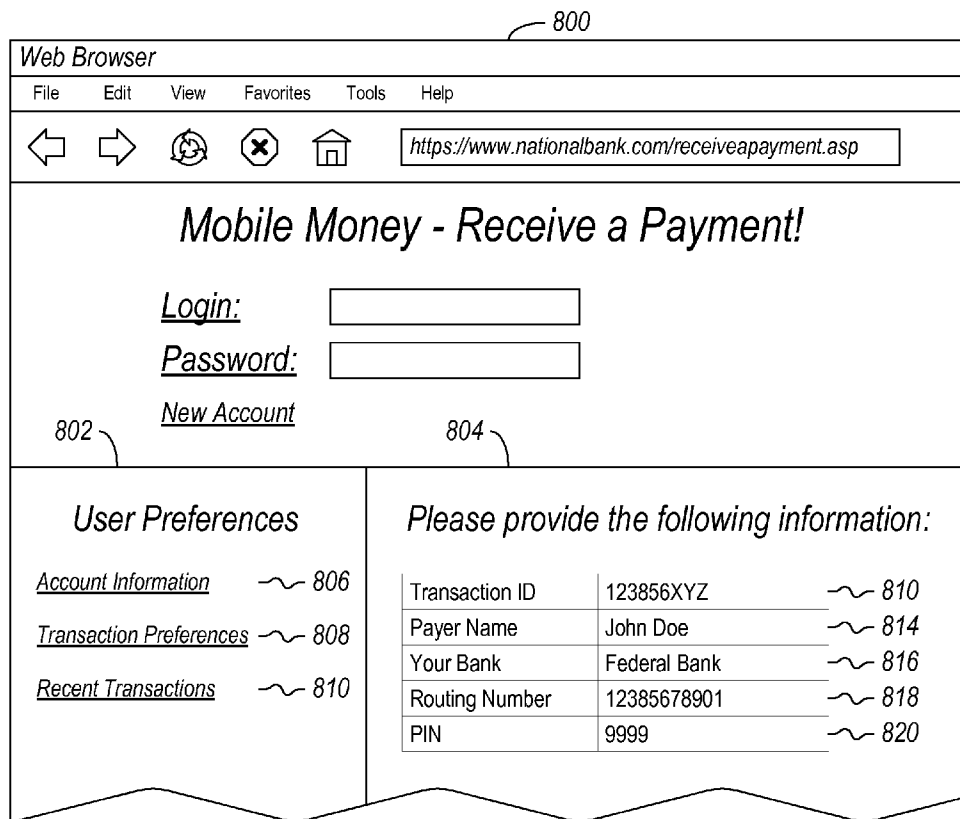 800
Web Browser
File Edit View Favorites Tools Help
https://www.nationalbank.com/receiveapayment.asp
Mobile Money - Receive a Payment!
Login:
Password:
New Account
802
804
User Preferences
Account Information 806
Transaction Preferences 808
Recent Transactions 810
Please provide the following information:
Transaction ID 123856XYZ 810
Payer Name John Doe 814
Your Bank Federal Bank 816
Routing Number 12385678901 818
PIN 9999 820